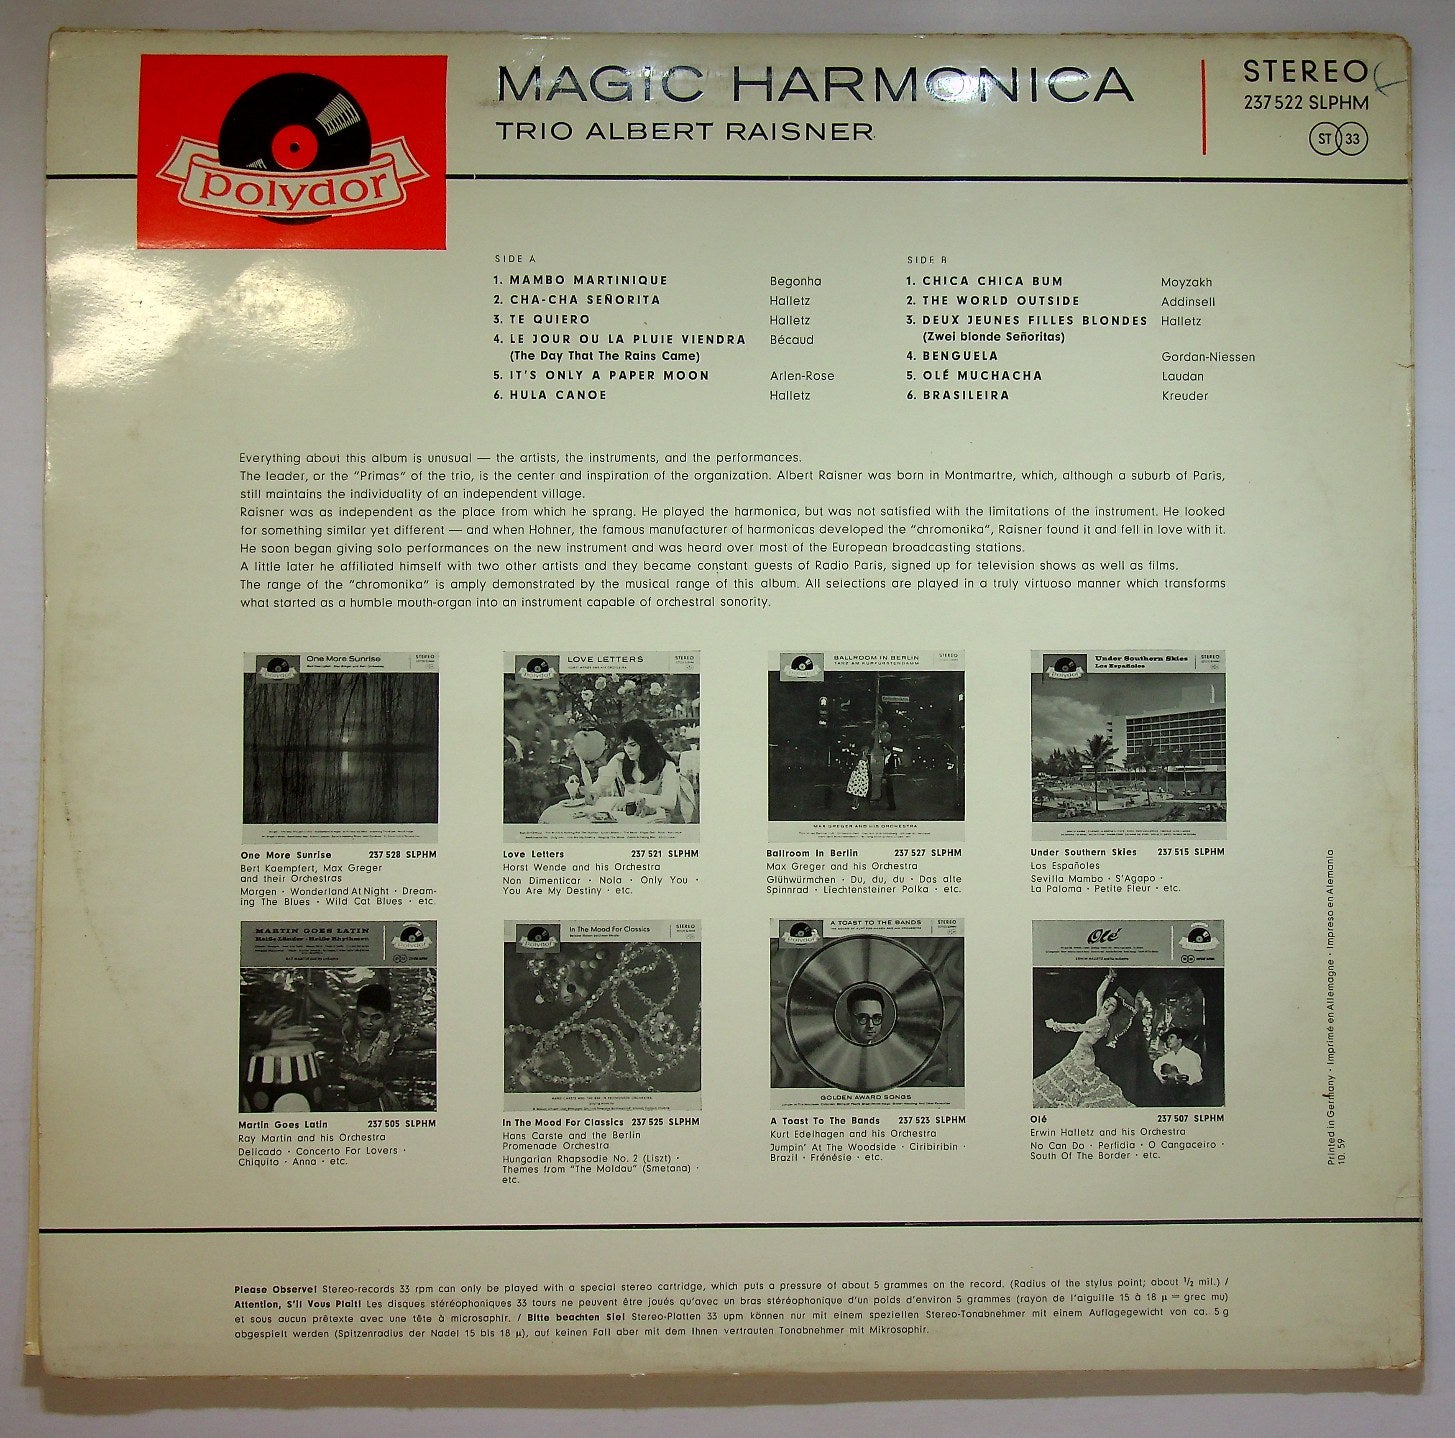 polydor
MAGIC HARMONICA
TRIO ALBERT RAISNER
STEREO
237 522 SLPHM
ST 33
SIDE A
1. MAMBO MARTINIQUE Begonha
2. CHA-CHA SEÑORITA Halletz
3. TE QUIERO Halletz
4. LE JOUR OU LA PLUIE VIENDRA Bécaud
(The Day That The Rains Came)
5. IT'S ONLY A PAPER MOON Arlen-Rose
6. HULA CANOE Halletz
SIDE B
1. CHICA CHICA BUM Moyzakh
2. THE WORLD OUTSIDE Addinsell
3. DEUX JEUNES FILLES BLONDES Halletz
(Zwei blonde Señoritas)
4. BENGUELA Gordan-Niessen
5. OLÉ MUCHACHA Laudan
6. BRASILEIRA Kreuder
Everything about this album is unusual — the artists, the instruments, and the performances.
The leader, or the "Primas" of the trio, is the center and inspiration of the organization. Albert Raisner was born in Montmartre, which, although a suburb of Paris,
still maintains the individuality of an independent village.
Raisner was as independent as the place from which he sprang. He played the harmonica, but was not satisfied with the limitations of the instrument. He looked
for something similar yet different — and when Hohner, the famous manufacturer of harmonicas developed the "chromonika", Raisner found it and fell in love with it.
He soon began giving solo performances on the new instrument and was heard over most of the European broadcasting stations.
A little later he affiliated himself with two other artists and they became constant guests of Radio Paris, signed up for television shows as well as films.
The range of the "chromonika" is amply demonstrated by the musical range of this album. All selections are played in a truly virtuoso manner which transforms
what started as a humble mouth-organ into an instrument capable of orchestral sonority.
polydor
One More Sunrise
STEREO
polydor
LOVE LETTERS
STEREO
polydor
BALLROOM IN BERLIN
TANZ AM KURFÜRSTENDAMM
STEREO
MAX GREGER AND HIS ORCHESTRA
polydor
Under Southern Skies
Los Españoles
STEREO
One More Sunrise 237 528 SLPHM
Bert Kaempfert, Max Greger
and their Orchestras
Morgen · Wonderland At Night · Dream-
ing The Blues · Wild Cat Blues · etc.
Love Letters 237 521 SLPHM
Horst Wende and his Orchestra
Non Dimenticar · Nola · Only You ·
You Are My Destiny · etc.
Ballroom In Berlin 237 527 SLPHM
Max Greger and his Orchestra
Glühwürmchen · Du, du, du · Das alte
Spinnrad · Liechtensteiner Polka · etc.
Under Southern Skies 237 515 SLPHM
Los Españoles
Sevilla Mambo · S'Agapo ·
La Paloma · Petite Fleur · etc.
MARTIN GOES LATIN
Heiße Länder · Heiße Rhythmen
polydor
In The Mood For Classics
STEREO
polydor
A TOAST TO THE BANDS
STEREO
polydor
GOLDEN AWARD SONGS
Olé
polydor
Martin Goes Latin 237 505 SLPHM
Ray Martin and his Orchestra
Delicado · Concerto For Lovers ·
Chiquito · Anna · etc.
In The Mood For Classics 237 525 SLPHM
Hans Carste and the Berlin
Promenade Orchestra
Hungarian Rhapsodie No. 2 (Liszt) ·
Themes from "The Moldau" (Smetana) ·
etc.
A Toast To The Bands 237 523 SLPHM
Kurt Edelhagen and his Orchestra
Jumpin' At The Woodside · Ciribiribin ·
Brazil · Frénésie · etc.
Olé 237 507 SLPHM
Erwin Halletz and his Orchestra
No Can Do · Perfidia · O Cangaceiro ·
South Of The Border · etc.
Printed in Germany · Imprimé en Allemagne · Impreso en Alemania
10. 59
Please Observe! Stereo-records 33 rpm can only be played with a special stereo cartridge, which puts a pressure of about 5 grammes on the record. (Radius of the stylus point; about ½ mil.) /
Attention, S'il Vous Plait! Les disques stéréophoniques 33 tours ne peuvent être joués qu'avec un bras stéréophonique d'un poids d'environ 5 grammes (rayon de l'aiguille 15 à 18 µ = grec mu)
et sous aucun prétexte avec une tête à microsaphir. / Bitte beachten Sie! Stereo-Platten 33 upm können nur mit einem speziellen Stereo-Tonabnehmer mit einem Auflagegewicht von ca. 5 g
abgespielt werden (Spitzenradius der Nadel 15 bis 18 µ), auf keinen Fall aber mit dem Ihnen vertrauten Tonabnehmer mit Mikrosaphir.